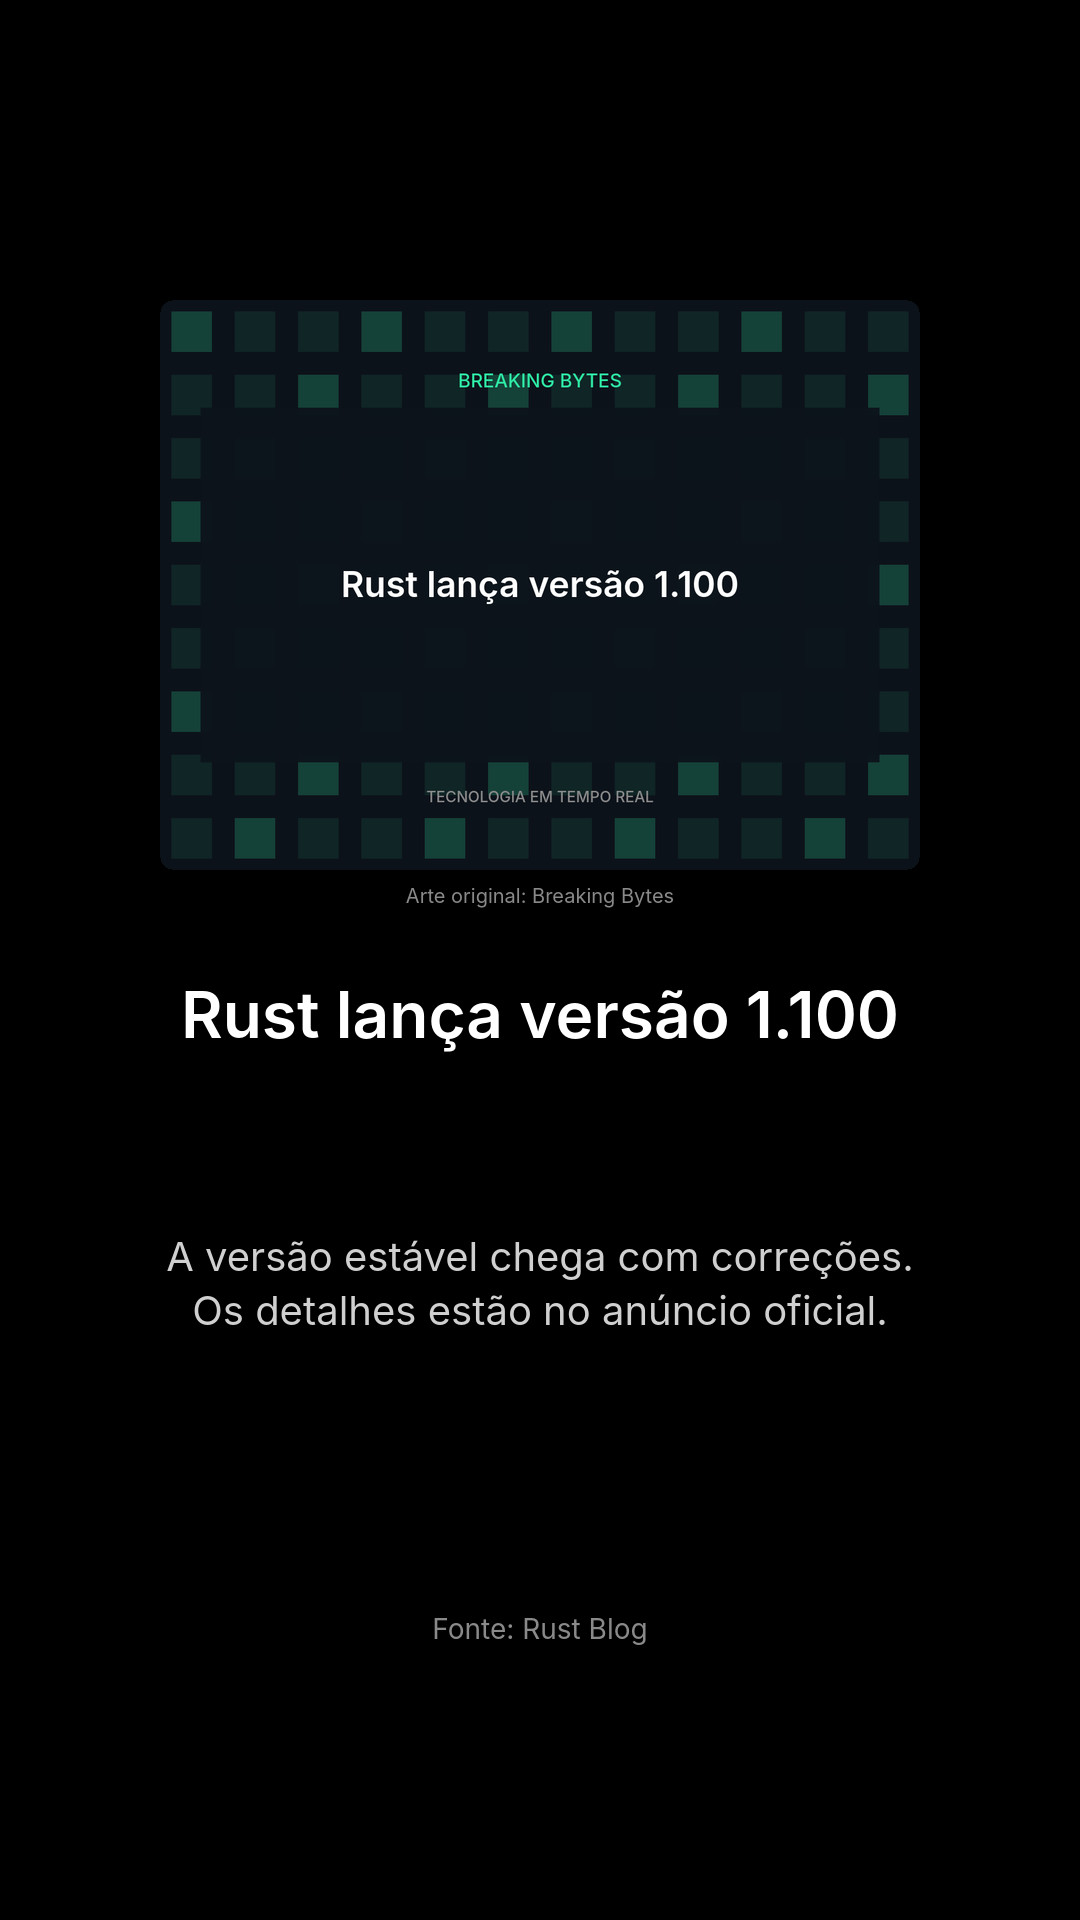 BREAKING BYTES
Rust lança versão 1.100
TECNOLOGIA EM TEMPO REAL
Arte original: Breaking Bytes
Rust lança versão 1.100
A versão estável chega com correções.
Os detalhes estão no anúncio oficial.
Fonte: Rust Blog